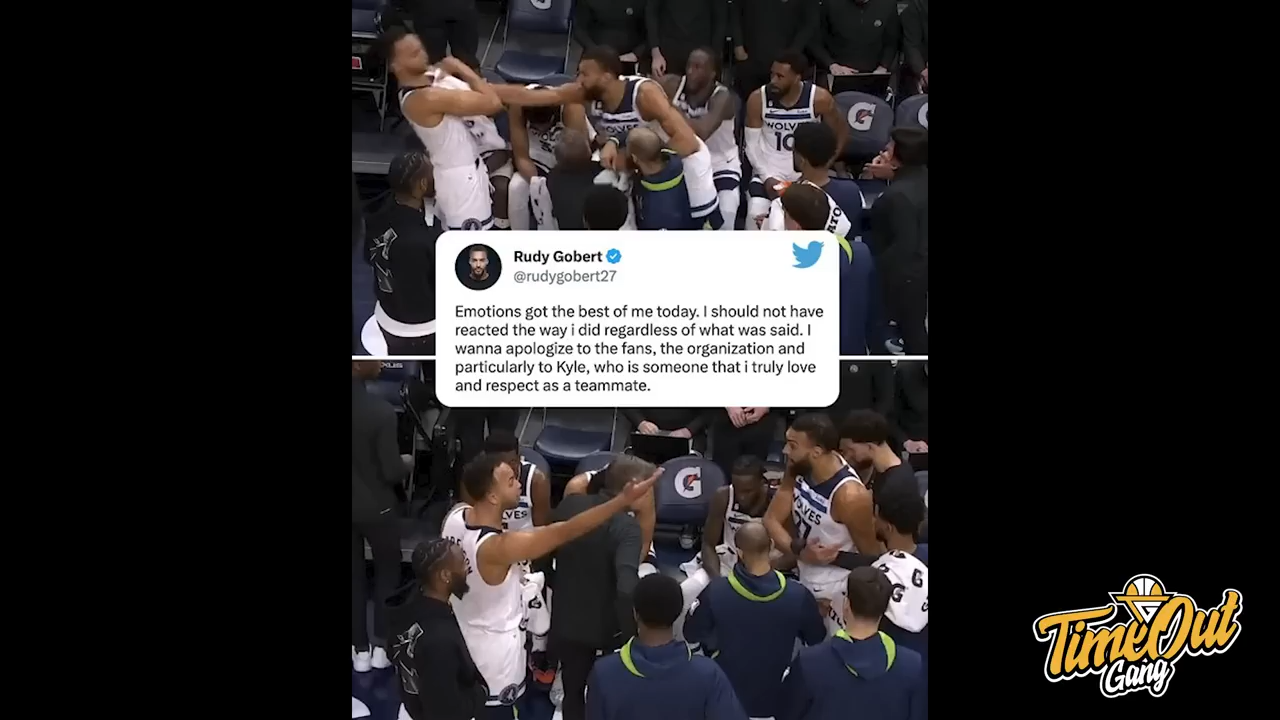 G
WOLVES
10
G
Rudy Gobert
@rudygobert27
Emotions got the best of me today. I should not have
reacted the way i did regardless of what was said. I
wanna apologize to the fans, the organization and
particularly to Kyle, who is someone that i truly love
and respect as a teammate.
G
TimeOut
Gang